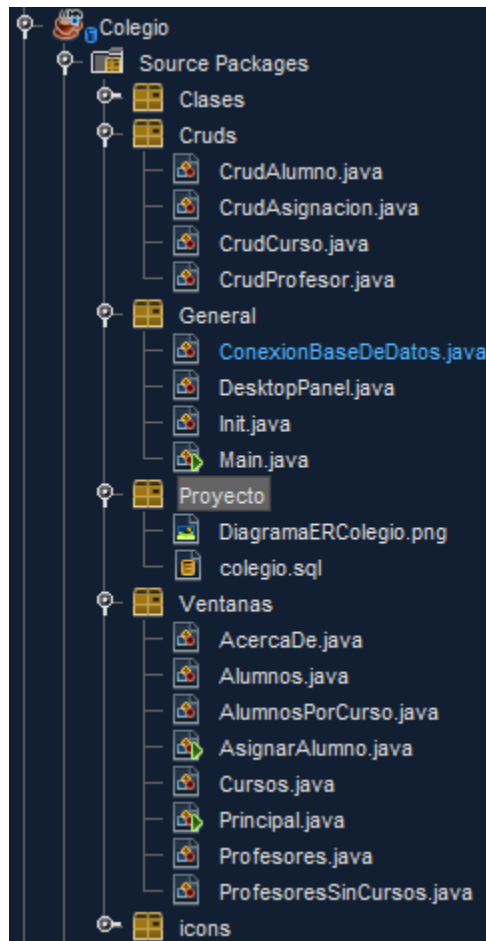 Colegio
Source Packages
Clases
Cruds
CrudAlumno.java
CrudAsignacion.java
CrudCurso.java
CrudProfesor.java
General
ConexionBaseDeDatos.java
DesktopPanel.java
Init.java
Main.java
Proyecto
DiagramaERColegio.png
colegio.sql
Ventanas
AcercaDe.java
Alumnos.java
AlumnosPorCurso.java
AsignarAlumno.java
Cursos.java
Principal.java
Profesores.java
ProfesoresSinCursos.java
icons